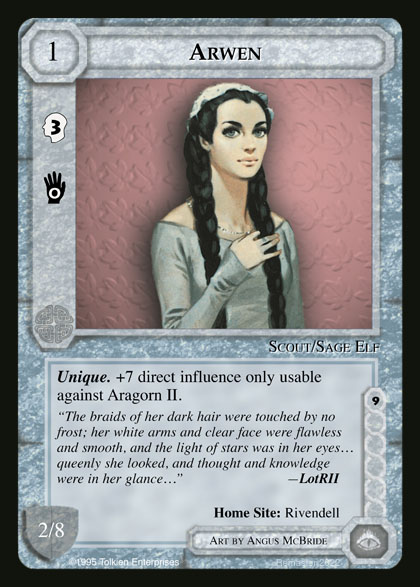 1
ARWEN
3
SCOUT/SAGE ELF
Unique. +7 direct influence only usable
against Aragorn II.
“The braids of her dark hair were touched by no
frost; her white arms and clear face were flawless
and smooth, and the light of stars was in her eyes…
queenly she looked, and thought and knowledge
were in her glance…” —LotRII
9
Home Site: Rivendell
2/8
ART BY ANGUS MCBRIDE
©1995 Tolkien Enterprises